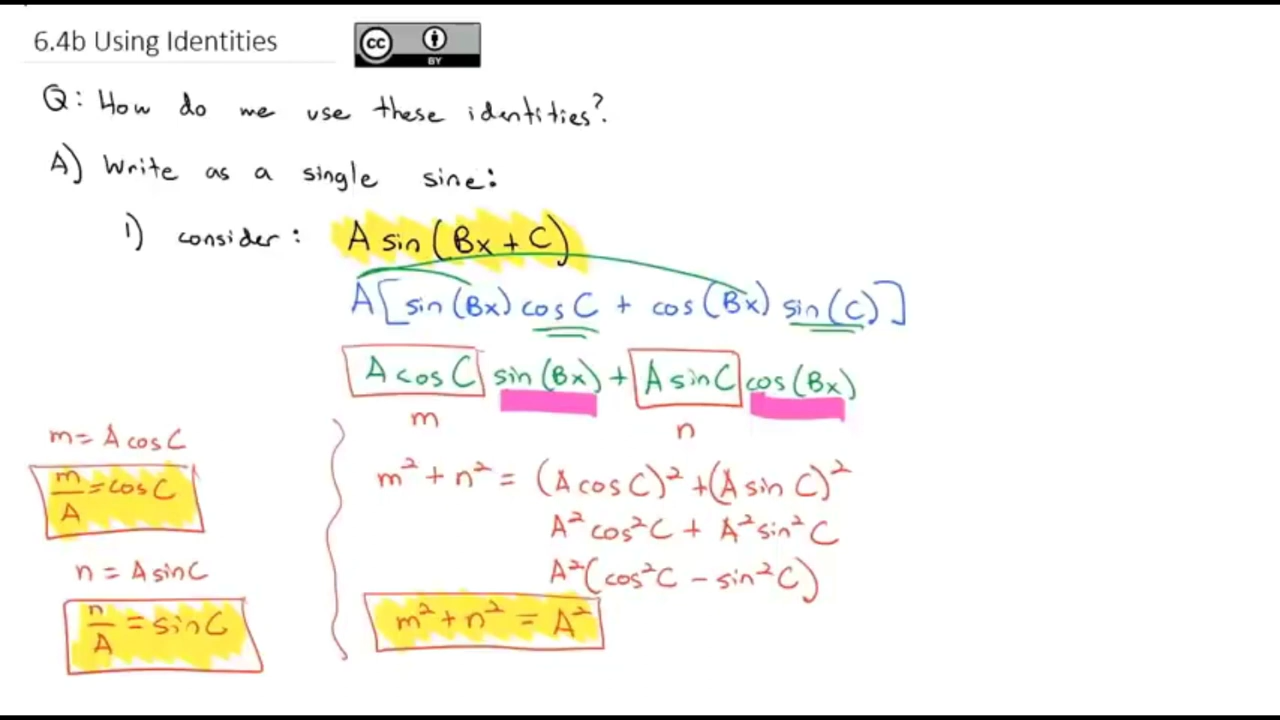 6.4b Using Identities
cc BY
Q: How do we use these identities?
A) Write as a single sine:
1) consider: A sin(Bx + C)
A[sin(Bx) cos C + cos(Bx) sin(C)]
A cos C sin(Bx) + A sin C cos(Bx)
m n
m = A cos C
m/A = cos C
n = A sin C
n/A = sin C
m² + n² = (A cos C)² + (A sin C)²
A² cos² C + A² sin² C
A² (cos² C - sin² C)
m² + n² = A²